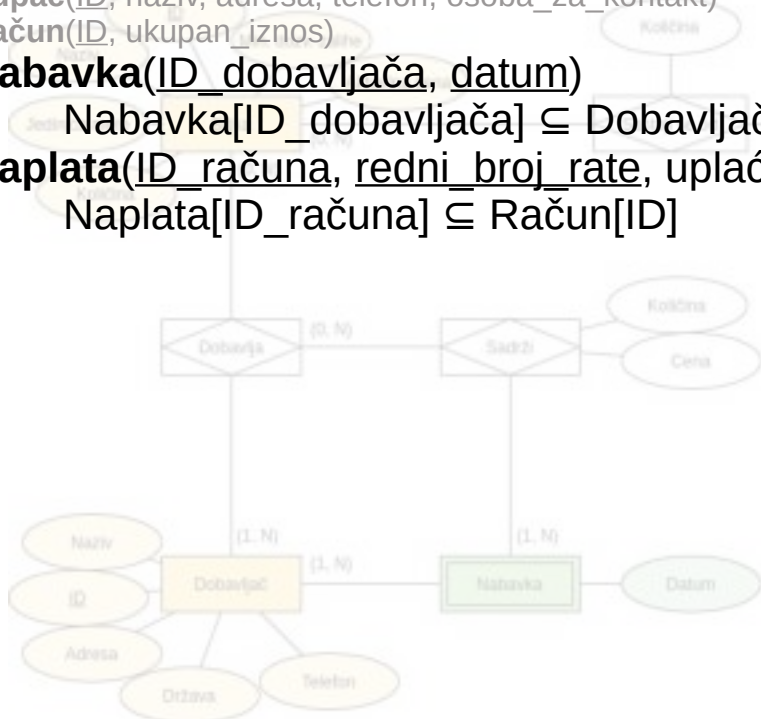 upac(ID, naziv, adresa, telefon, osoba_za_kontakt)
ačun(ID, ukupan_iznos)
abavka(ID_dobavljača, datum)
Nabavka[ID_dobavljača] ⊆ Dobavljač
aplata(ID_računa, redni_broj_rate, uplać
Naplata[ID_računa] ⊆ Račun[ID]
Količina
Naziv
Količina
(0, N)
Dobavlja
Sadrži
Količina
Cena
(1, N)
(1, N)
Naziv
(1, N)
Dobavljač
Nabavka
Datum
ID
Adresa
Država
Telefon